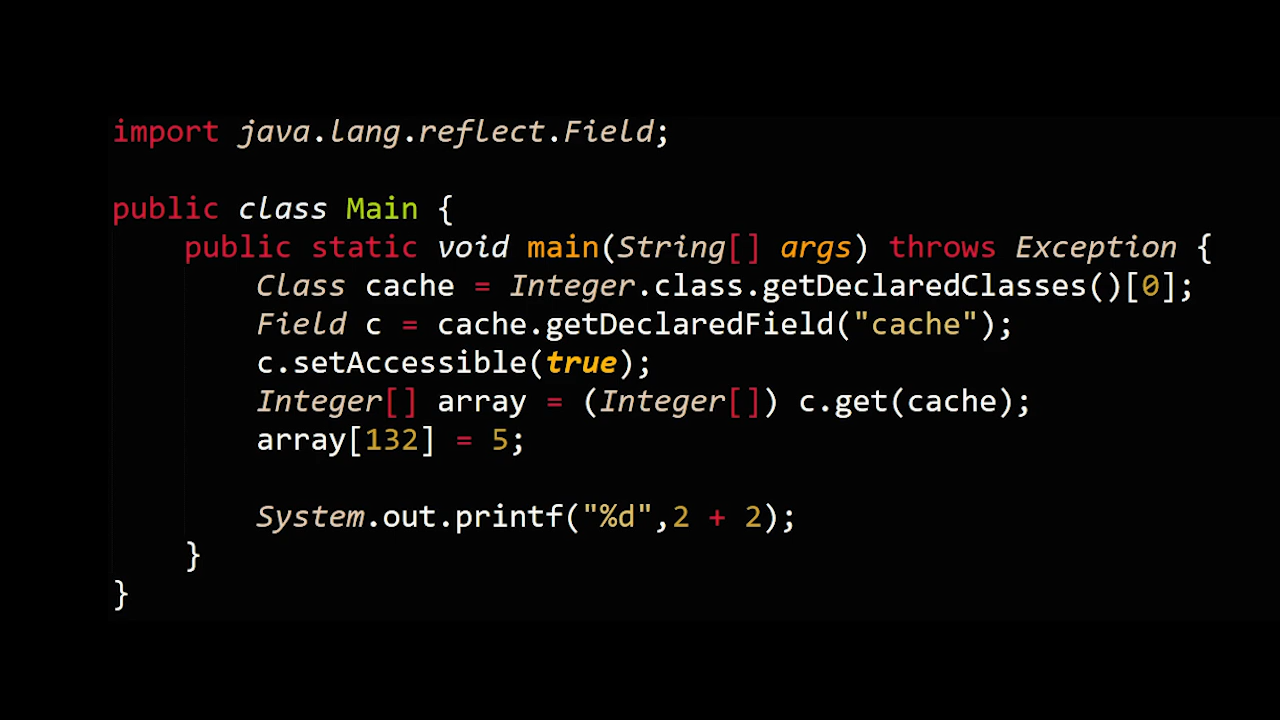 import java.lang.reflect.Field;
public class Main {
public static void main(String[] args) throws Exception {
Class cache = Integer.class.getDeclaredClasses()[0];
Field c = cache.getDeclaredField("cache");
c.setAccessible(true);
Integer[] array = (Integer[]) c.get(cache);
array[132] = 5;
System.out.printf("%d",2 + 2);
}
}